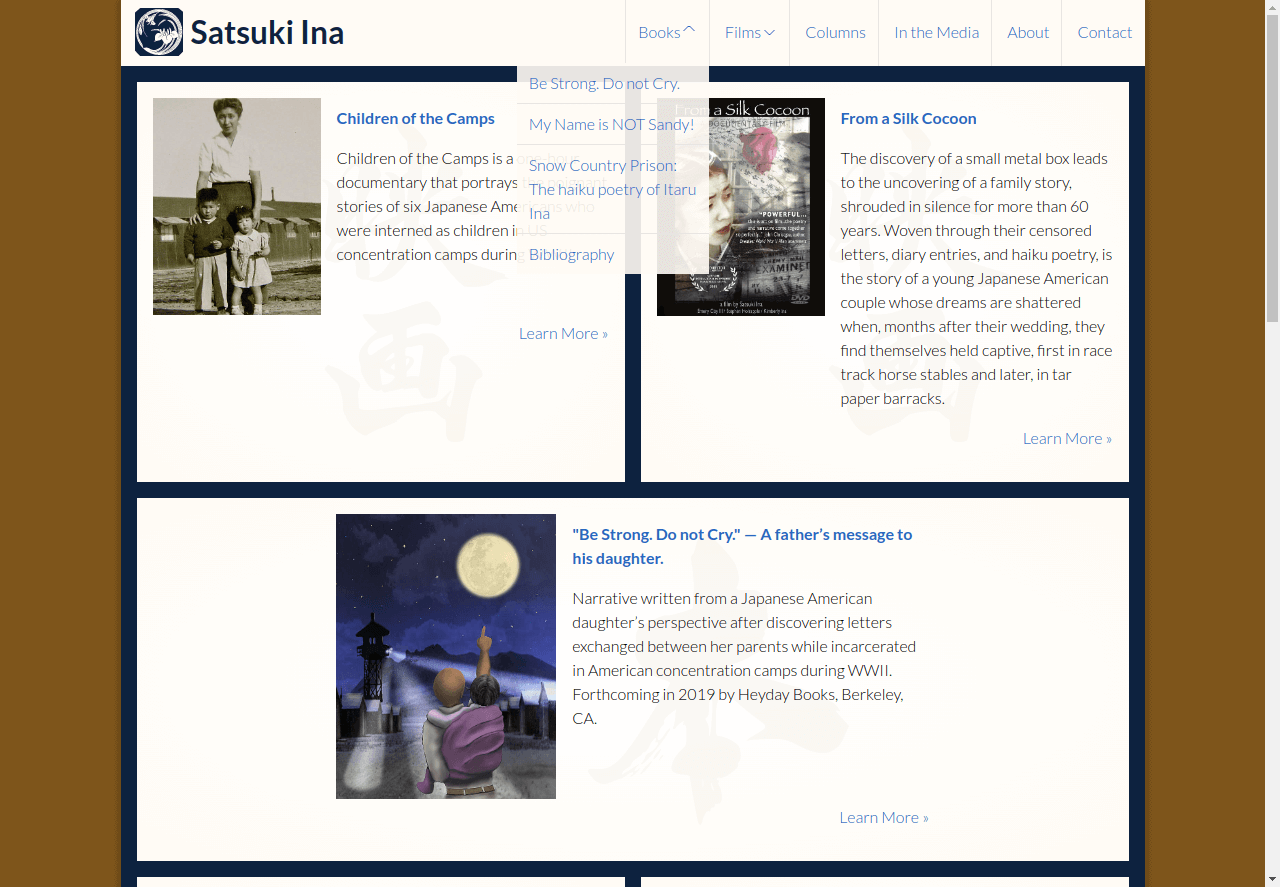 Satsuki Ina
Books
Films
Columns
In the Media
About
Contact
Be Strong. Do not Cry.
My Name is NOT Sandy!
Snow Country Prison:
The haiku poetry of Itaru
Ina
Bibliography
Children of the Camps
Children of the Camps is a
documentary that portrays
stories of six Japanese Americans who
were interned as children in US
concentration camps during
Learn More »
From a Silk Cocoon
From a Silk Cocoon
The discovery of a small metal box leads
to the uncovering of a family story,
shrouded in silence for more than 60
years. Woven through their censored
letters, diary entries, and haiku poetry, is
the story of a young Japanese American
couple whose dreams are shattered
when, months after their wedding, they
find themselves held captive, first in race
track horse stables and later, in tar
paper barracks.
Learn More »
"POWERFUL...
EXAMINER
DVD
a film by Satsuki Ina
映画
映画
"Be Strong. Do not Cry." — A father’s message to
his daughter.
Narrative written from a Japanese American
daughter’s perspective after discovering letters
exchanged between her parents while incarcerated
in American concentration camps during WWII.
Forthcoming in 2019 by Heyday Books, Berkeley,
CA.
Learn More »
本